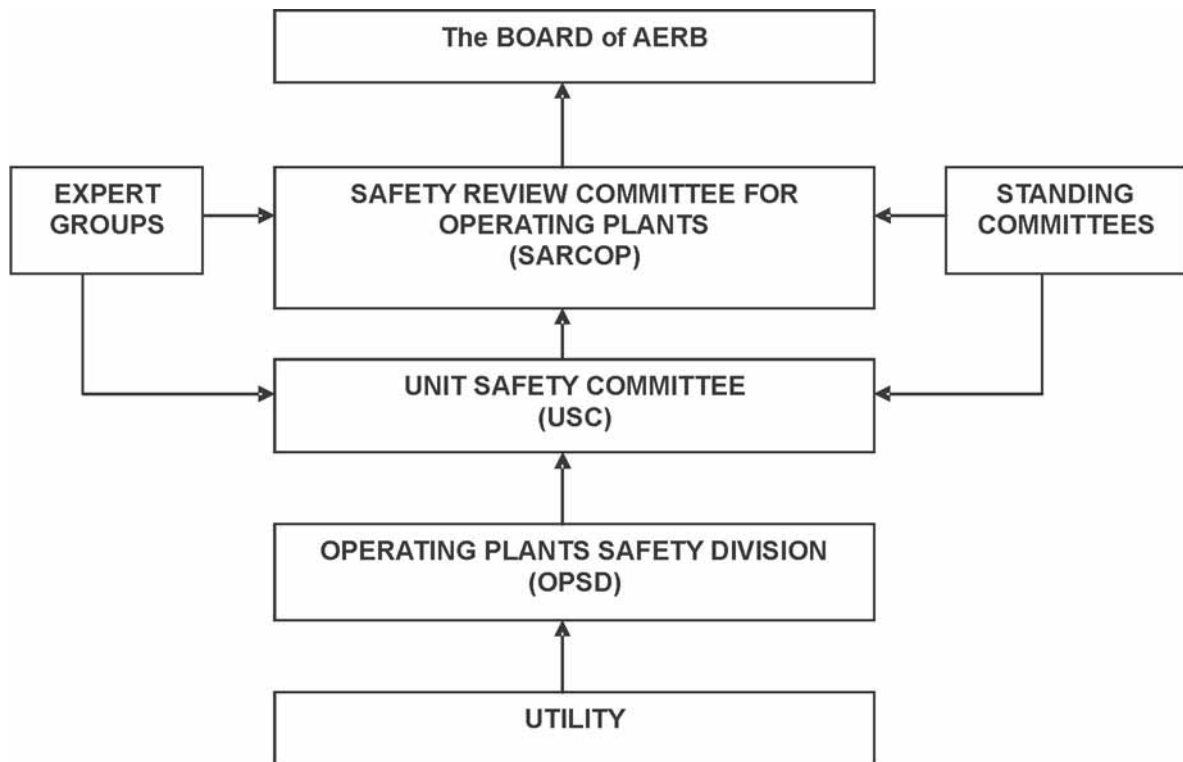 The BOARD of AERB
EXPERT
GROUPS
SAFETY REVIEW COMMITTEE FOR
OPERATING PLANTS
(SARCOP)
STANDING
COMMITTEES
UNIT SAFETY COMMITTEE
(USC)
OPERATING PLANTS SAFETY DIVISION
(OPSD)
UTILITY